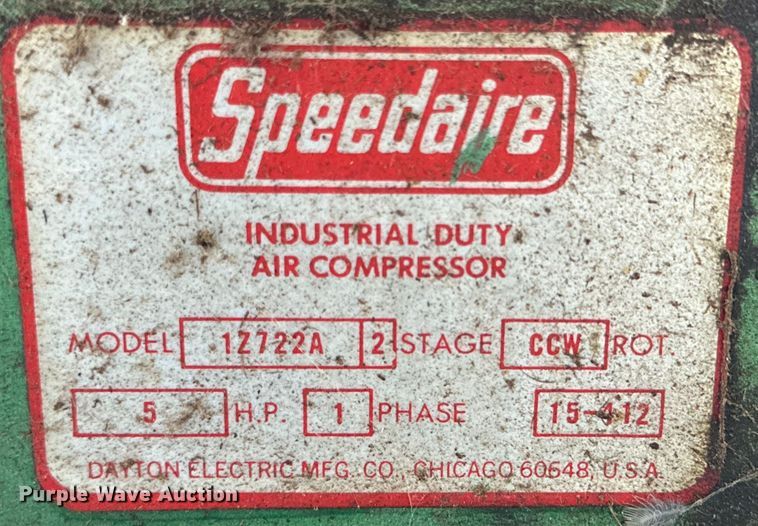 Speedaire
INDUSTRIAL DUTY
AIR COMPRESSOR
MODEL 1Z722A 2 STAGE CCW ROT.
5 H.P. 1 PHASE 15-412
DAYTON ELECTRIC MFG. CO., CHICAGO 60648, U.S.A.
Purple Wave Auction